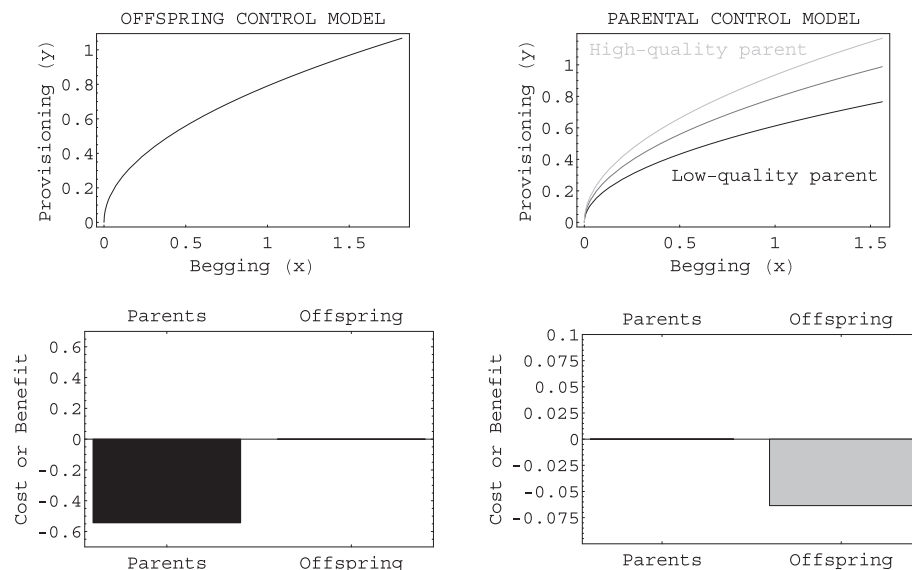 OFFSPRING CONTROL MODEL
Provisioning (y)
1
0.8
0.6
0.4
0.2
0
0
0.5
1
1.5
Begging (x)
PARENTAL CONTROL MODEL
Provisioning (y)
High-quality parent
Low-quality parent
1.2
1
0.8
0.6
0.4
0.2
0
0
0.5
1
1.5
Begging (x)
Parents
Offspring
Cost or Benefit
0.6
0.4
0.2
0
-0.2
-0.4
-0.6
Parents
Offspring
Parents
Offspring
Cost or Benefit
0.1
0.075
0.05
0.025
0
-0.025
-0.05
-0.075
Parents
Offspring